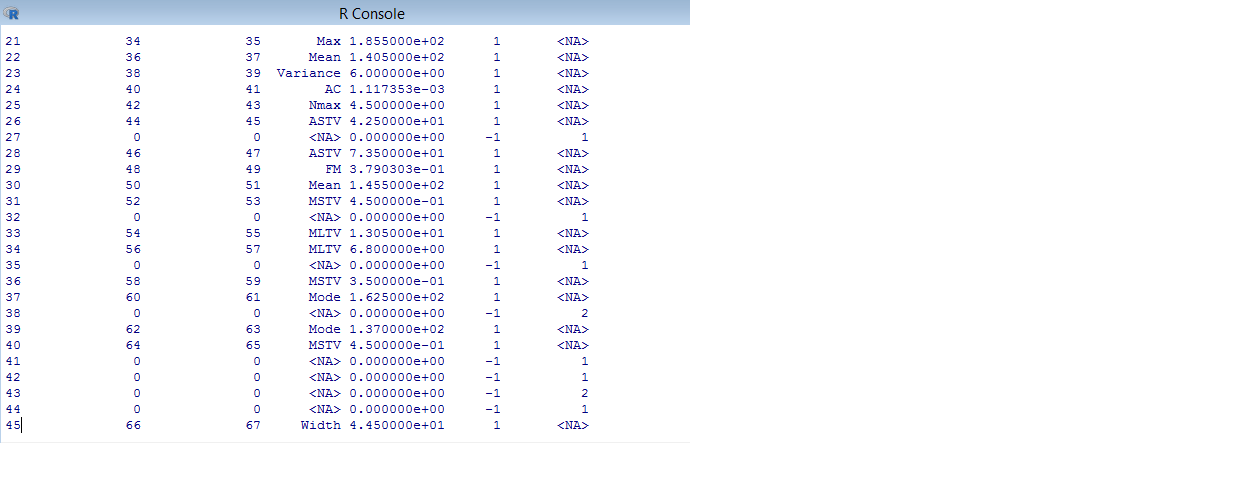 R Console
21 34 35 Max 1.855000e+02 1 <NA>
22 36 37 Mean 1.405000e+02 1 <NA>
23 38 39 Variance 6.000000e+00 1 <NA>
24 40 41 AC 1.117353e-03 1 <NA>
25 42 43 Nmax 4.500000e+00 1 <NA>
26 44 45 ASTV 4.250000e+01 1 <NA>
27 0 0 <NA> 0.000000e+00 -1 1
28 46 47 ASTV 7.350000e+01 1 <NA>
29 48 49 FM 3.790303e-01 1 <NA>
30 50 51 Mean 1.455000e+02 1 <NA>
31 52 53 MSTV 4.500000e-01 1 <NA>
32 0 0 <NA> 0.000000e+00 -1 1
33 54 55 MLTV 1.305000e+01 1 <NA>
34 56 57 MLTV 6.800000e+00 1 <NA>
35 0 0 <NA> 0.000000e+00 -1 1
36 58 59 MSTV 3.500000e-01 1 <NA>
37 60 61 Mode 1.625000e+02 1 <NA>
38 0 0 <NA> 0.000000e+00 -1 2
39 62 63 Mode 1.370000e+02 1 <NA>
40 64 65 MSTV 4.500000e-01 1 <NA>
41 0 0 <NA> 0.000000e+00 -1 1
42 0 0 <NA> 0.000000e+00 -1 1
43 0 0 <NA> 0.000000e+00 -1 2
44 0 0 <NA> 0.000000e+00 -1 1
45 66 67 Width 4.450000e+01 1 <NA>